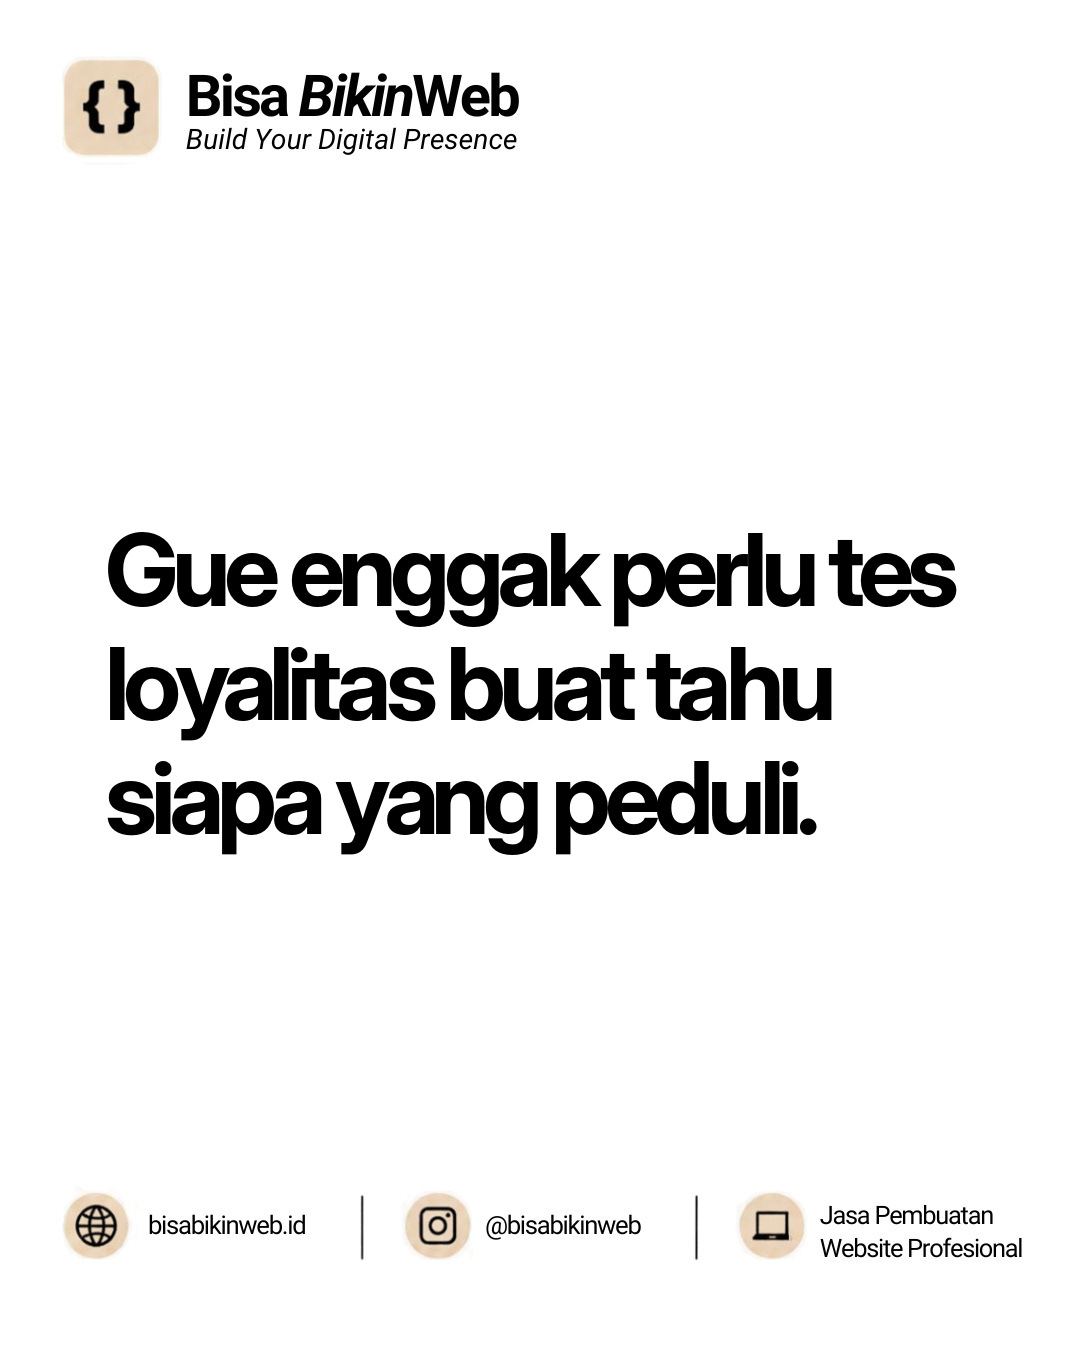 Bisa BikinWeb
Build Your Digital Presence
Gue enggak perlu tes
loyalitas buat tahu
siapa yang peduli.
bisabikinweb.id
@bisabikinweb
Jasa Pembuatan
Website Profesional